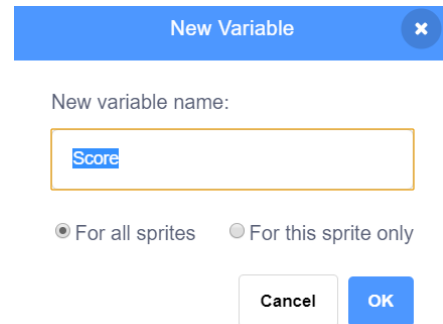 New Variable
New variable name:
Score
For all sprites For this sprite only
Cancel OK